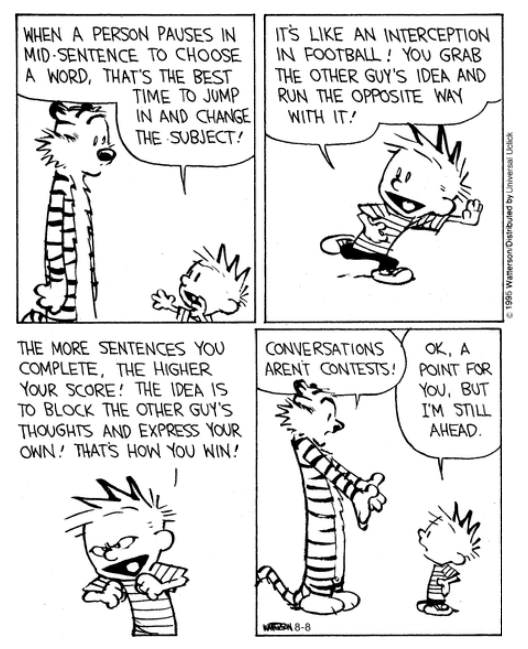 WHEN A PERSON PAUSES IN
MID-SENTENCE TO CHOOSE
A WORD, THAT'S THE BEST
TIME TO JUMP
IN AND CHANGE
THE SUBJECT!
IT'S LIKE AN INTERCEPTION
IN FOOTBALL! YOU GRAB
THE OTHER GUY'S IDEA AND
RUN THE OPPOSITE WAY
WITH IT!
© 1995 Watterson/Distributed by Universal Uclick
THE MORE SENTENCES YOU
COMPLETE, THE HIGHER
YOUR SCORE! THE IDEA IS
TO BLOCK THE OTHER GUY'S
THOUGHTS AND EXPRESS YOUR
OWN! THAT'S HOW YOU WIN!
CONVERSATIONS
ARENT CONTESTS!
OK, A
POINT FOR
YOU, BUT
I'M STILL
AHEAD.
WATTERSON 8-8